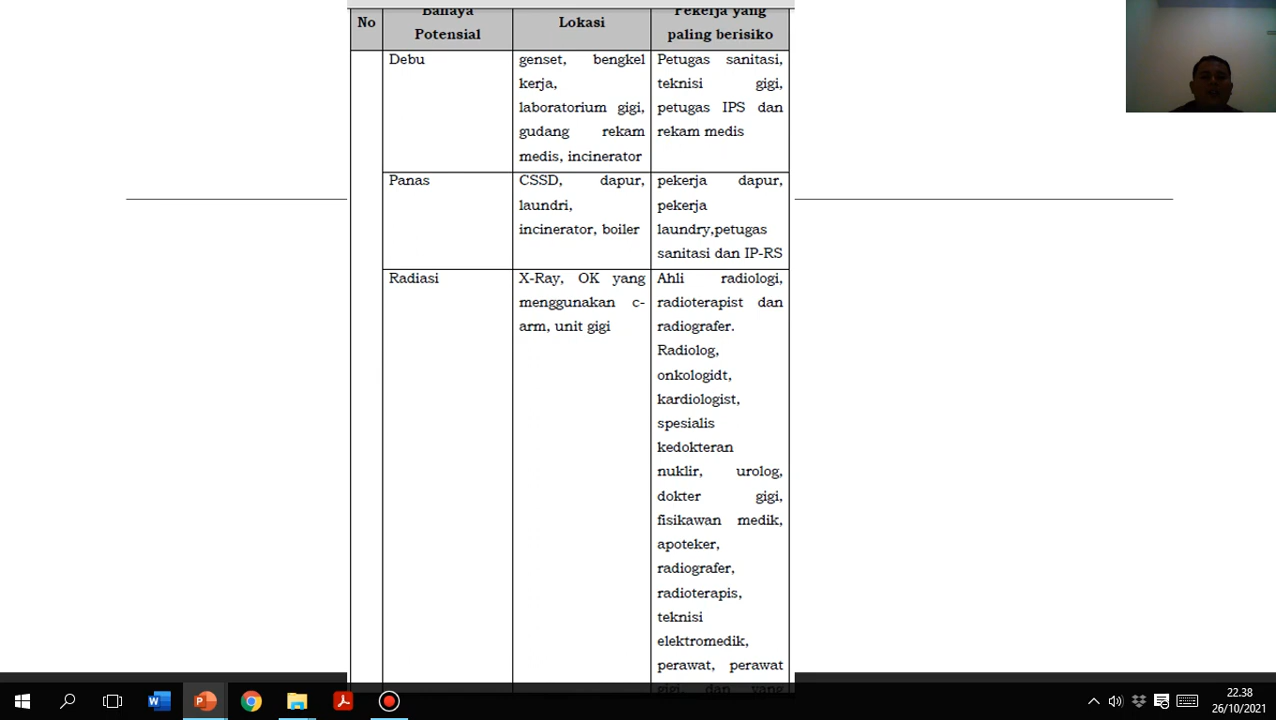 No
Bahaya
Potensial
Lokasi
Pekerja yang
paling berisiko
Debu
genset, bengkel
kerja,
laboratorium gigi,
gudang rekam
medis, incinerator
Petugas sanitasi,
teknisi gigi,
petugas IPS dan
rekam medis
Panas
CSSD, dapur,
laundri,
incinerator, boiler
pekerja dapur,
pekerja
laundry,petugas
sanitasi dan IP-RS
Radiasi
X-Ray, OK yang
menggunakan c-
arm, unit gigi
Ahli radiologi,
radioterapist dan
radiografer.
Radiolog,
onkologidt,
kardiologist,
spesialis
kedokteran
nuklir, urolog,
dokter gigi,
fisikawan medik,
apoteker,
radiografer,
radioterapis,
teknisi
elektromedik,
perawat, perawat
gigi, dan yang
22.38
26/10/2021